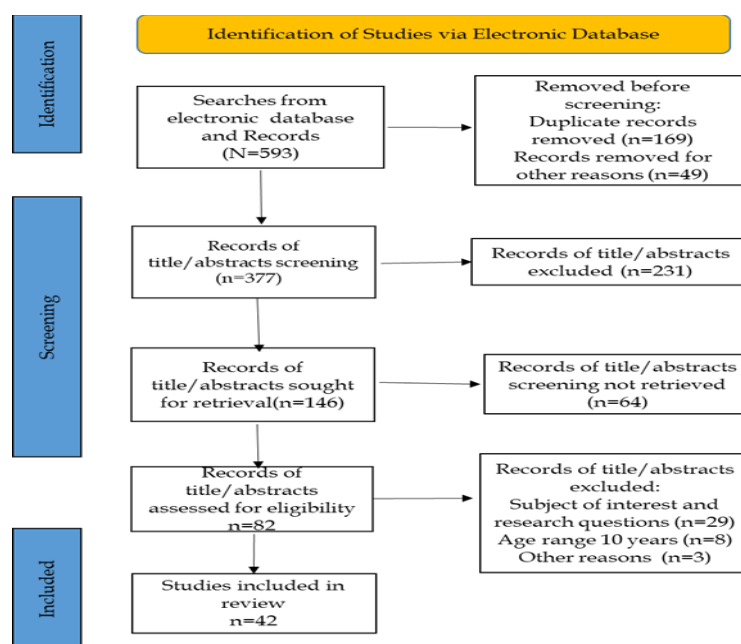 Identification of Studies via Electronic Database
Identification
Searches from
electronic database
and Records
(N=593)
Removed before
screening:
Duplicate records
removed (n=169)
Records removed for
other reasons (n=49)
Screening
Records of
title/abstracts screening
(n=377)
Records of title/abstracts
excluded (n=231)
Records of
title/abstracts sought
for retrieval(n=146)
Records of title/abstracts
screening not retrieved
(n=64)
Records of
title/abstracts
assessed for eligibility
n=82
Records of title/abstracts
excluded:
Subject of interest and
research questions (n=29)
Age range 10 years (n=8)
Other reasons (n=3)
Included
Studies included in
review
n=42